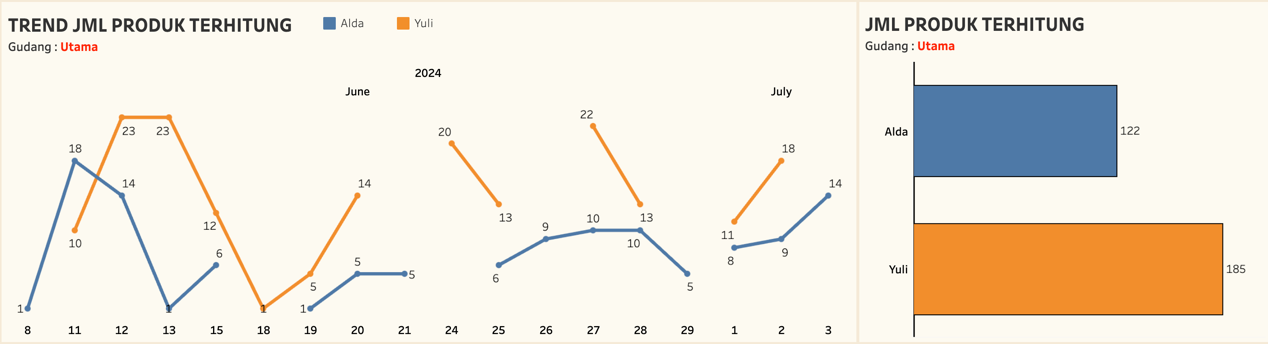 TREND JML PRODUK TERHITUNG
Alda
Yuli
Gudang : Utama
2024
June
July
1
18
14
1
6
1
5
5
6
9
10
10
5
8
9
14
10
23
23
12
1
5
14
20
13
22
13
11
18
8 11 12 13 15 18 19 20 21 24 25 26 27 28 29 1 2 3
JML PRODUK TERHITUNG
Gudang : Utama
Alda
122
Yuli
185